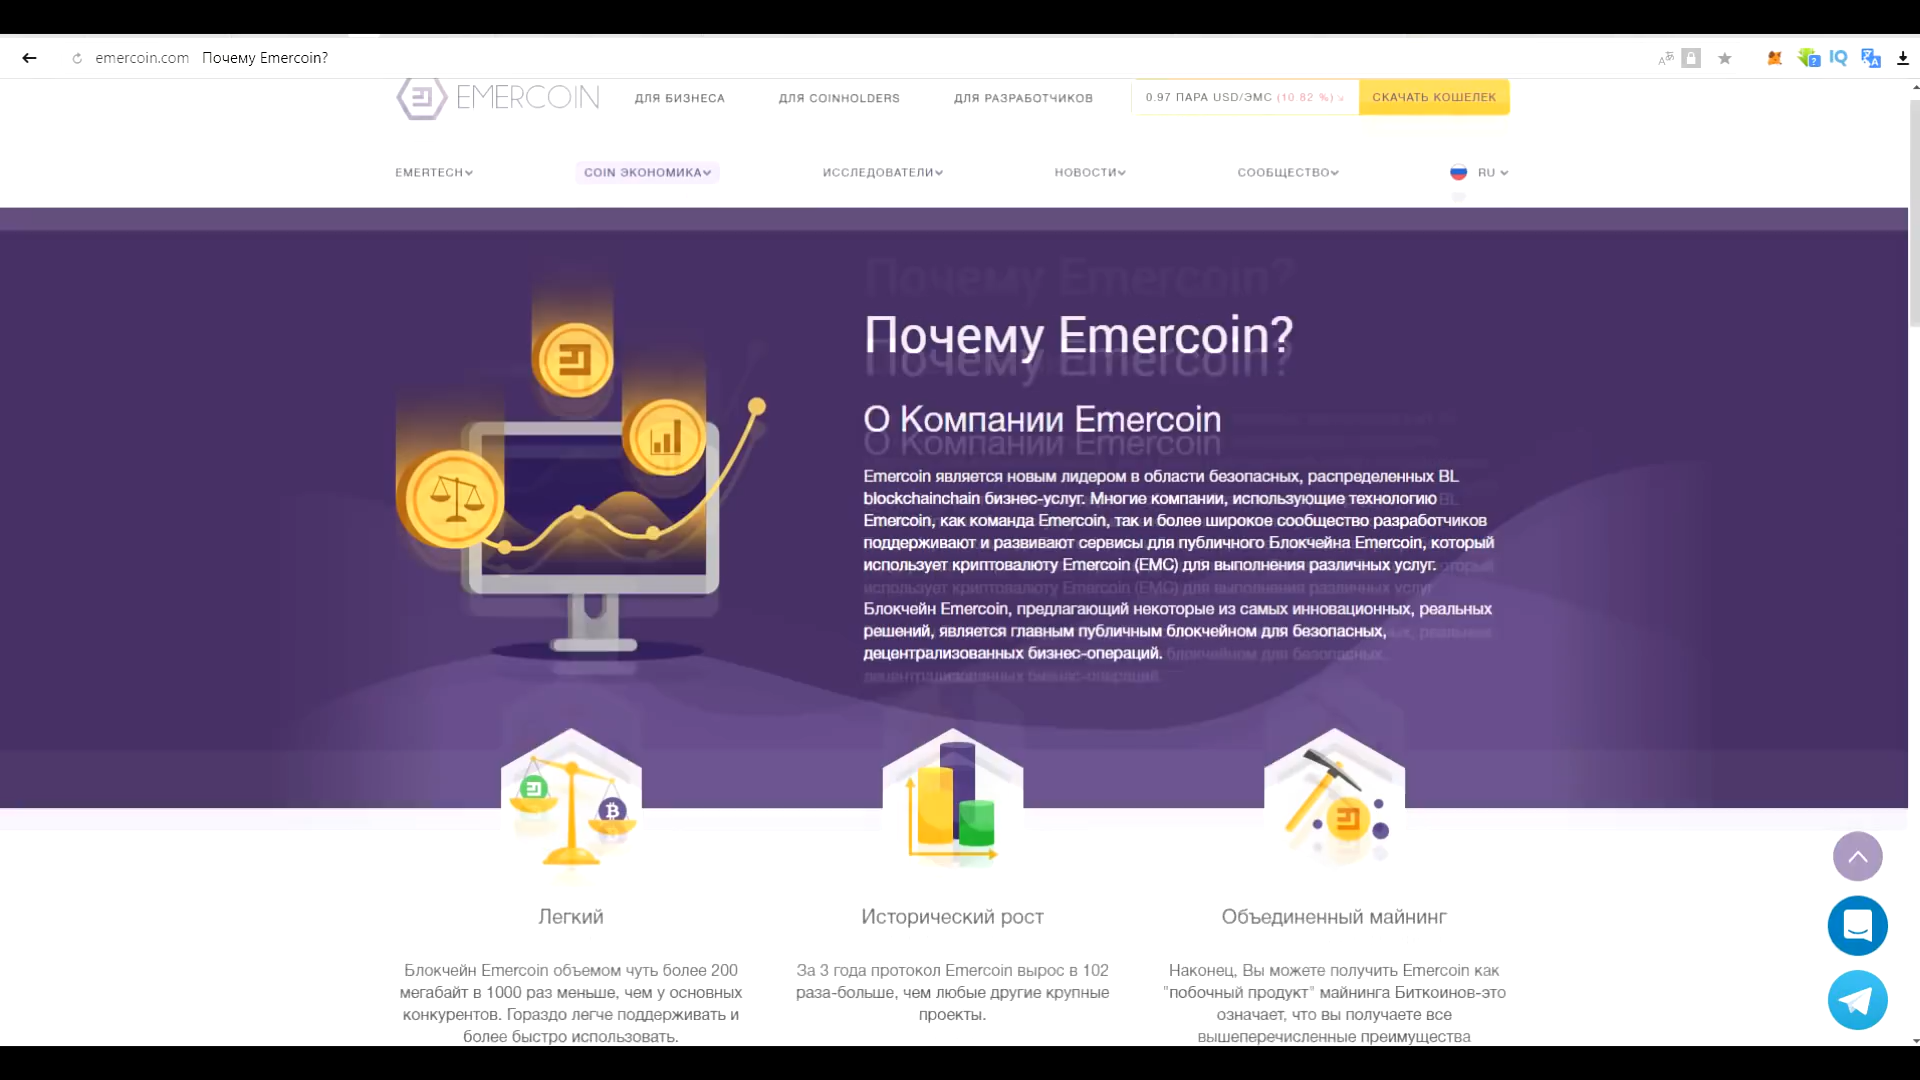 emercoin.com Почему Emercoin?
EMERCOIN
ДЛЯ БИЗНЕСА
ДЛЯ COINHOLDERS
ДЛЯ РАЗРАБОТЧИКОВ
0.97 ПАРА USD/ЭМС (10.82 %)
СКАЧАТЬ КОШЕЛЕК
EMERTECH
COIN ЭКОНОМИКА
ИССЛЕДОВАТЕЛИ
НОВОСТИ
СООБЩЕСТВО
RU
Почему Emercoin?
О Компании Emercoin
Emercoin является новым лидером в области безопасных, распределенных BL
blockchainchain бизнес-услуг. Многие компании, использующие технологию
Emercoin, как команда Emercoin, так и более широкое сообщество разработчиков
поддерживают и развивают сервисы для публичного Блокчейна Emercoin, который
использует криптовалюту Emercoin (EMC) для выполнения различных услуг.
Блокчейн Emercoin, предлагающий некоторые из самых инновационных, реальных
решений, является главным публичным блокчейном для безопасных,
децентрализованных бизнес-операций.
Легкий
Блокчейн Emercoin объемом чуть более 200
мегабайт в 1000 раз меньше, чем у основных
конкурентов. Гораздо легче поддерживать и
более быстро использовать.
Исторический рост
За 3 года протокол Emercoin вырос в 102
раза-больше, чем любые другие крупные
проекты.
Объединенный майнинг
Наконец, Вы можете получить Emercoin как
"побочный продукт" майнинга Биткоинов-это
означает, что вы получаете все
вышеперечисленные преимущества